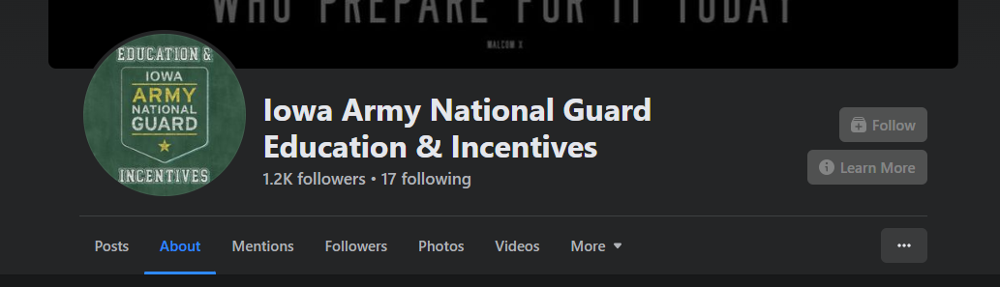 WHO PREPARE FOR IT TODAY
MALCOM X
EDUCATION &
IOWA
ARMY
NATIONAL
GUARD
INCENTIVES
Iowa Army National Guard
Education & Incentives
1.2K followers • 17 following
Follow
Learn More
Posts
About
Mentions
Followers
Photos
Videos
More